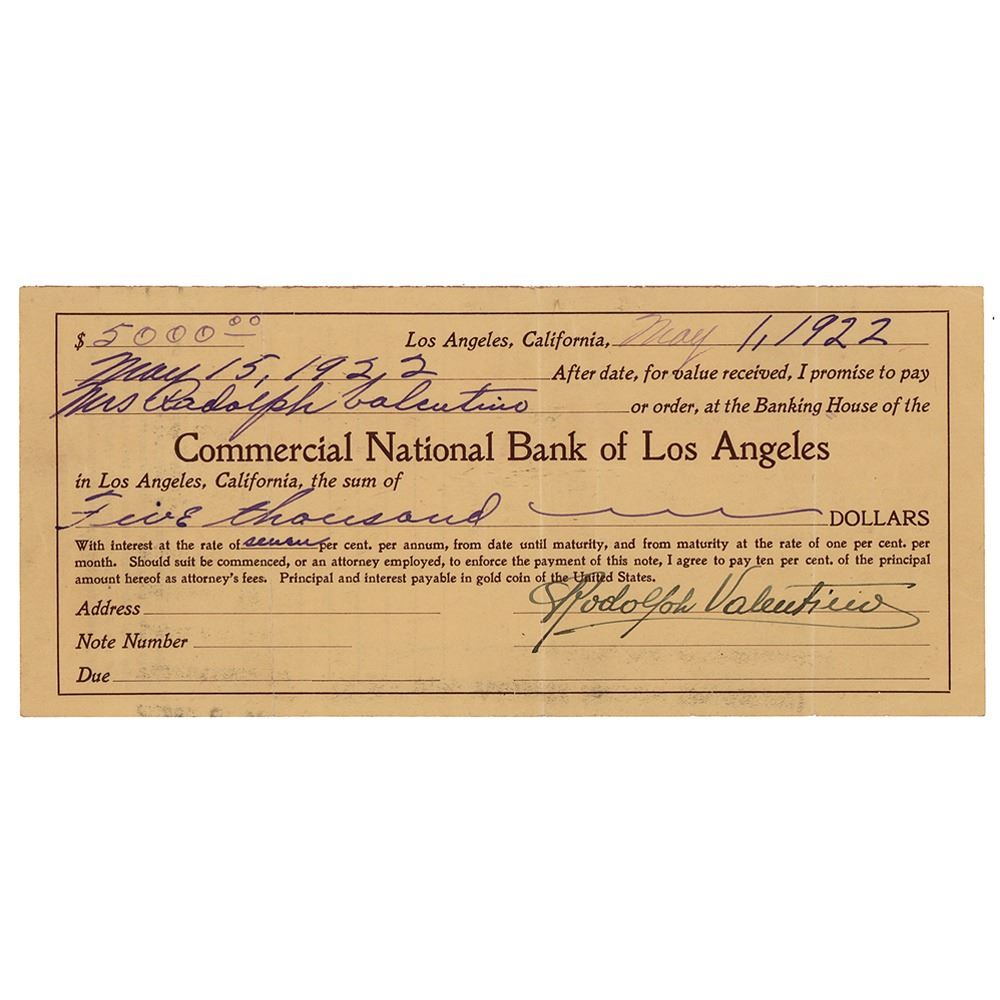 $ 5000 00 Los Angeles, California, May 1, 1922
May 15, 1922 After date, for value received, I promise to pay
Mrs Radolph Valentino or order, at the Banking House of the
Commercial National Bank of Los Angeles
in Los Angeles, California, the sum of
Five thousand DOLLARS
With interest at the rate of seven per cent. per annum, from date until maturity, and from maturity at the rate of one per cent. per
month. Should suit be commenced, or an attorney employed, to enforce the payment of this note, I agree to pay ten per cent. of the principal
amount hereof as attorney's fees. Principal and interest payable in gold coin of the United States.
Address Rodolph Valentino
Note Number
Due